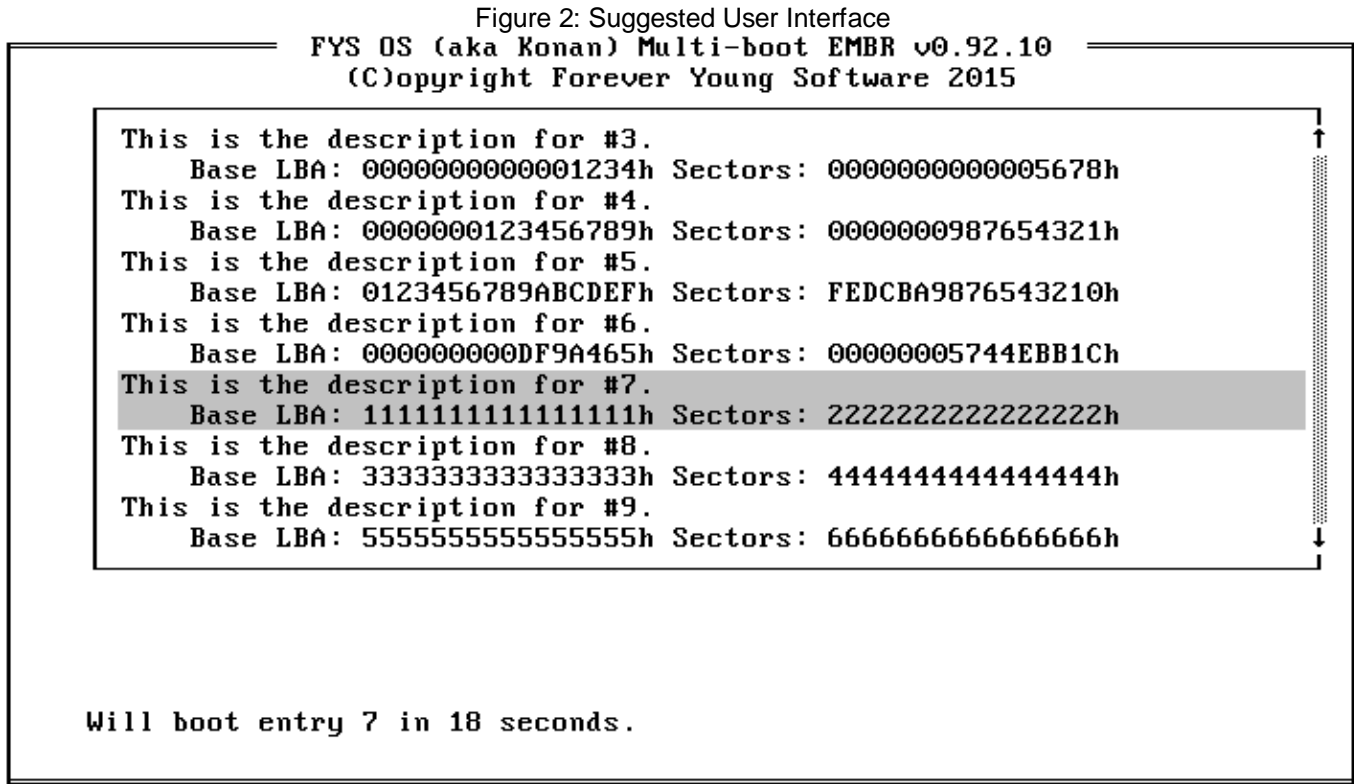 Figure 2: Suggested User Interface
FYS OS (aka Konan) Multi-boot EMBR v0.92.10
(C)opyright Forever Young Software 2015
This is the description for #3.
Base LBA: 0000000000001234h Sectors: 0000000000005678h
This is the description for #4.
Base LBA: 0000000123456789h Sectors: 0000000987654321h
This is the description for #5.
Base LBA: 0123456789ABCDEFh Sectors: FEDCBA9876543210h
This is the description for #6.
Base LBA: 000000000DF9A465h Sectors: 00000005744EBB1Ch
This is the description for #7.
Base LBA: 1111111111111111h Sectors: 2222222222222222h
This is the description for #8.
Base LBA: 3333333333333333h Sectors: 4444444444444444h
This is the description for #9.
Base LBA: 5555555555555555h Sectors: 6666666666666666h
Will boot entry 7 in 18 seconds.